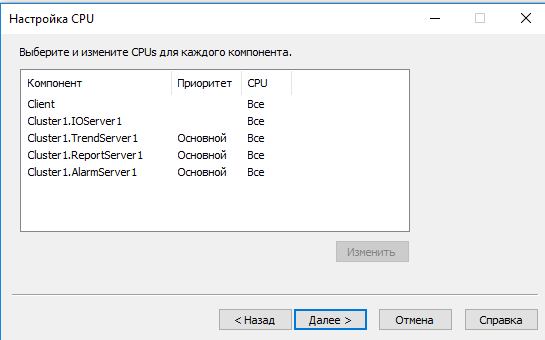 Настройка CPU
Выберите и измените CPUs для каждого компонента.
Компонент Приоритет CPU
Client Все
Cluster1.IOServer1 Все
Cluster1.TrendServer1 Основной Все
Cluster1.ReportServer1 Основной Все
Cluster1.AlarmServer1 Основной Все
Изменить
< Назад Далее > Отмена Справка